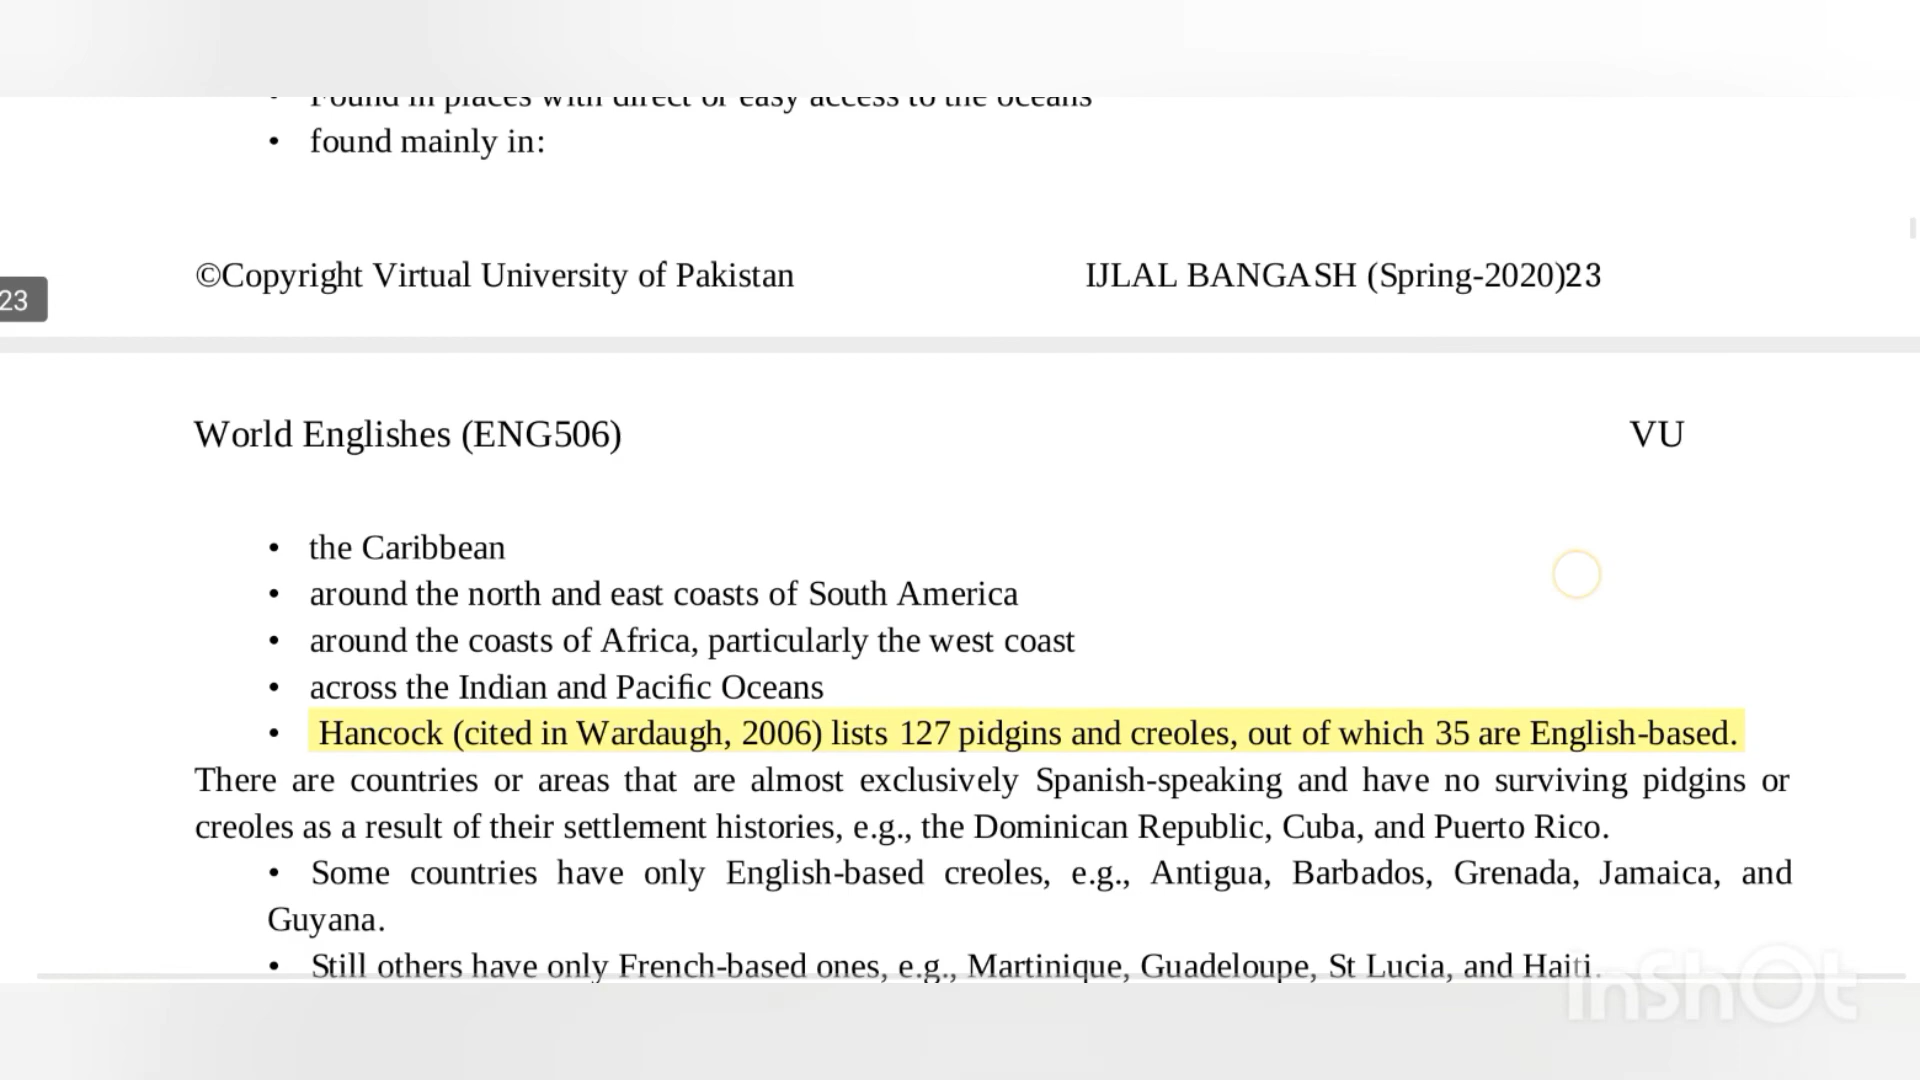 • Found in places with direct or easy access to the oceans
• found mainly in:
©Copyright Virtual University of Pakistan IJLAL BANGASH (Spring-2020)23
23
World Englishes (ENG506) VU
• the Caribbean
• around the north and east coasts of South America
• around the coasts of Africa, particularly the west coast
• across the Indian and Pacific Oceans
• Hancock (cited in Wardaugh, 2006) lists 127 pidgins and creoles, out of which 35 are English-based.
There are countries or areas that are almost exclusively Spanish-speaking and have no surviving pidgins or
creoles as a result of their settlement histories, e.g., the Dominican Republic, Cuba, and Puerto Rico.
• Some countries have only English-based creoles, e.g., Antigua, Barbados, Grenada, Jamaica, and
Guyana.
• Still others have only French-based ones, e.g., Martinique, Guadeloupe, St Lucia, and Haiti.
InShOt